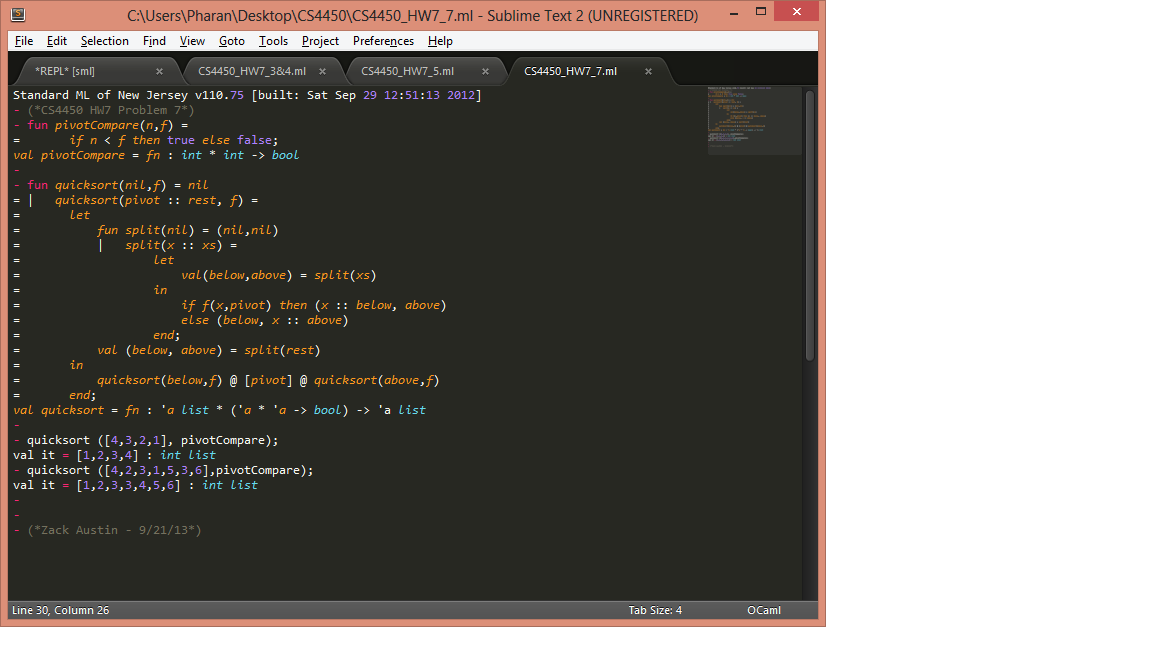 C:\Users\Pharan\Desktop\CS4450\CS4450_HW7_7.ml - Sublime Text 2 (UNREGISTERED)
File Edit Selection Find View Goto Tools Project Preferences Help
*REPL* [sml] × CS4450_HW7_3&4.ml × CS4450_HW7_5.ml × CS4450_HW7_7.ml ×
Standard ML of New Jersey v110.75 [built: Sat Sep 29 12:51:13 2012]
- (*CS4450 HW7 Problem 7*)
- fun pivotCompare(n,f) =
=       if n < f then true else false;
val pivotCompare = fn : int * int -> bool
-
- fun quicksort(nil,f) = nil
= |   quicksort(pivot :: rest, f) =
=       let
=           fun split(nil) = (nil,nil)
=           |   split(x :: xs) =
=                   let
=                       val(below,above) = split(xs)
=                   in
=                       if f(x,pivot) then (x :: below, above)
=                       else (below, x :: above)
=                   end;
=           val (below, above) = split(rest)
=       in
=           quicksort(below,f) @ [pivot] @ quicksort(above,f)
=       end;
val quicksort = fn : 'a list * ('a * 'a -> bool) -> 'a list
-
- quicksort ([4,3,2,1], pivotCompare);
val it = [1,2,3,4] : int list
- quicksort ([4,2,3,1,5,3,6],pivotCompare);
val it = [1,2,3,3,4,5,6] : int list
-
-
- (*Zack Austin - 9/21/13*)
Line 30, Column 26 Tab Size: 4 OCaml